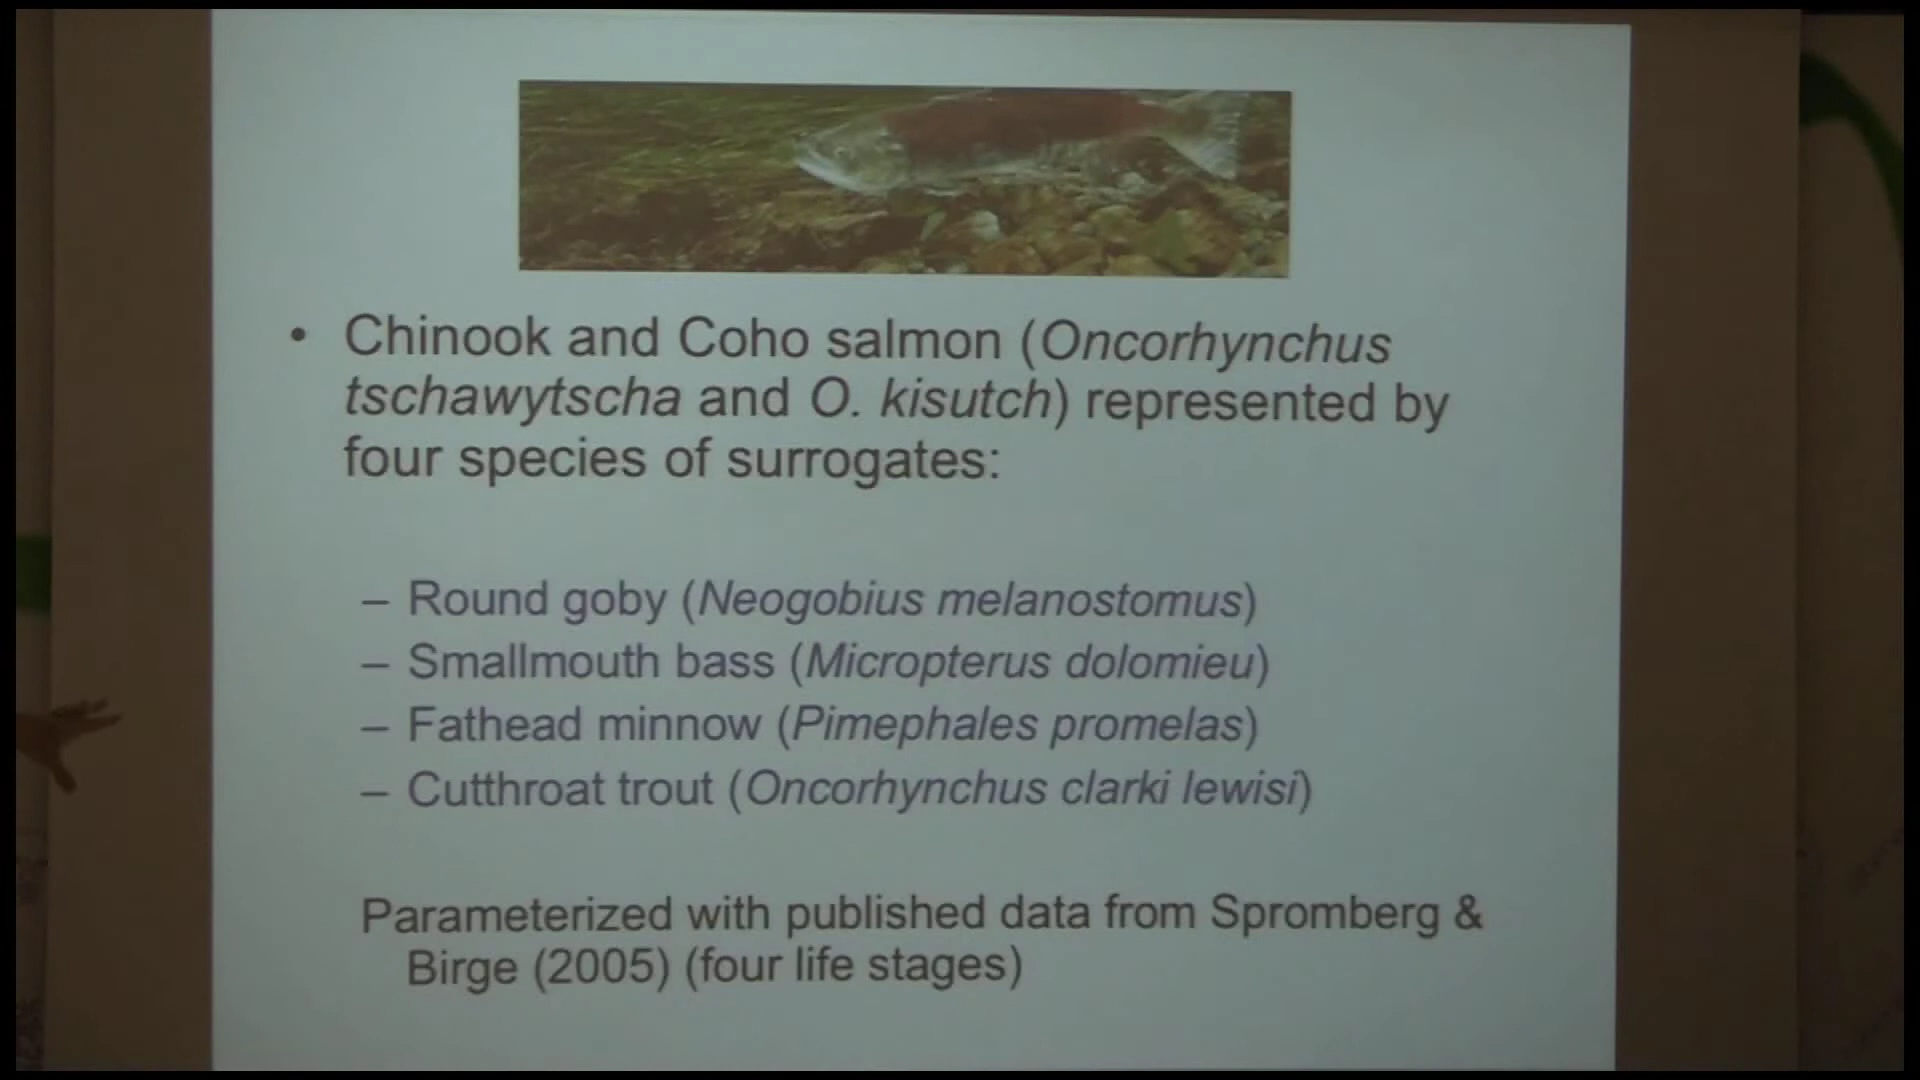 • Chinook and Coho salmon (Oncorhynchus
tschawytscha and O. kisutch) represented by
four species of surrogates:
– Round goby (Neogobius melanostomus)
– Smallmouth bass (Micropterus dolomieu)
– Fathead minnow (Pimephales promelas)
– Cutthroat trout (Oncorhynchus clarki lewisi)
Parameterized with published data from Spromberg &
Birge (2005) (four life stages)